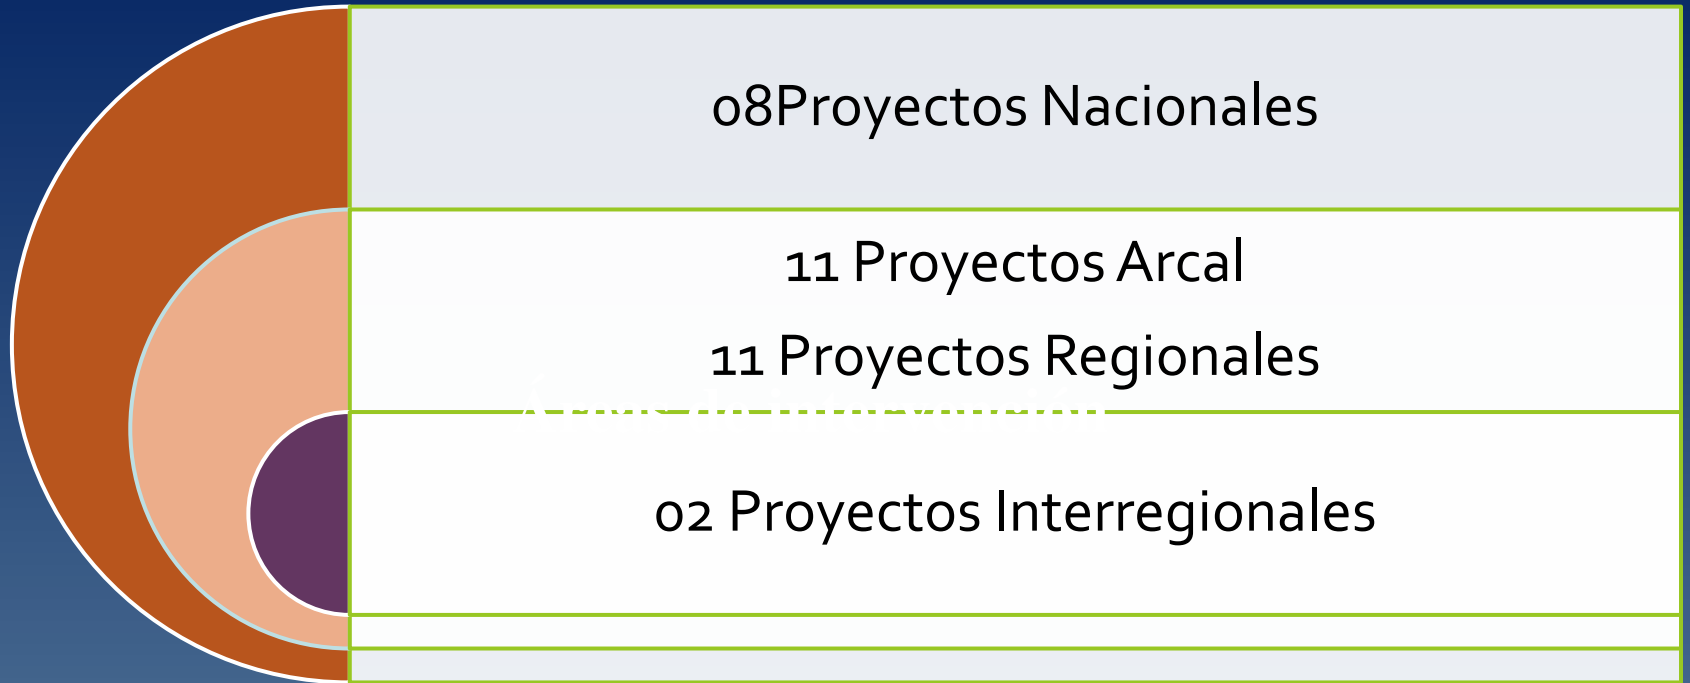 08Proyectos Nacionales
11 Proyectos Arcal
11 Proyectos Regionales
02 Proyectos Interregionales